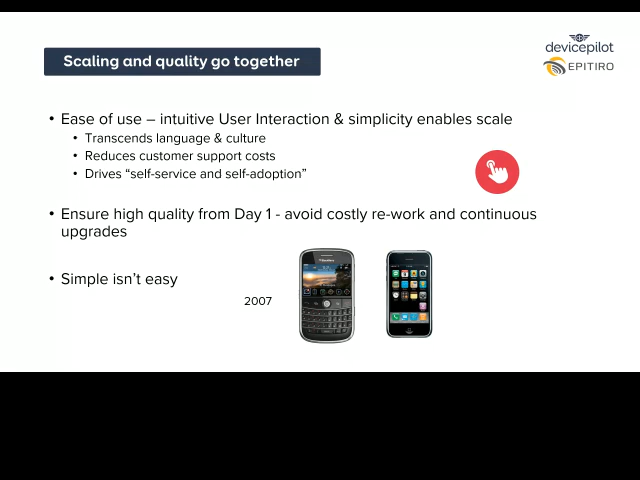 Scaling and quality go together
devicepilot
EPITIRO
• Ease of use – intuitive User Interaction & simplicity enables scale
• Transcends language & culture
• Reduces customer support costs
• Drives “self-service and self-adoption”
• Ensure high quality from Day 1 - avoid costly re-work and continuous
upgrades
• Simple isn’t easy
2007